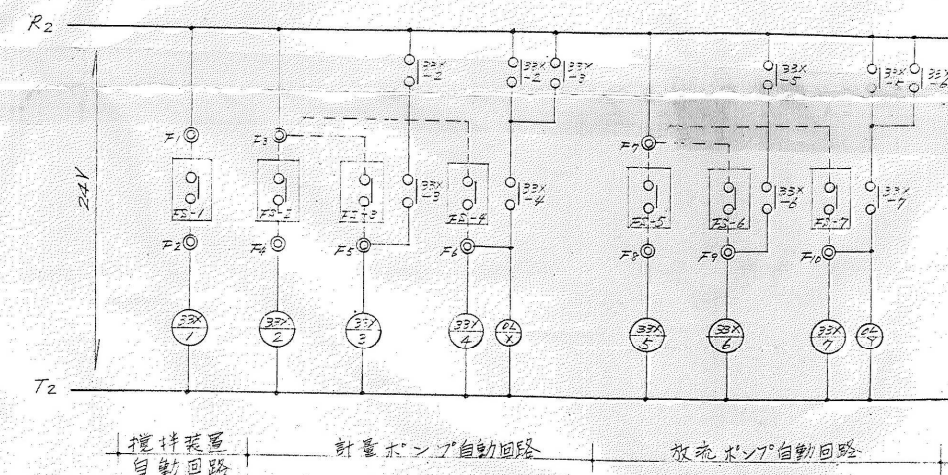 R2
33X -2
33X -2
33X -3
33X -5
33X -5
33X -6
24V
F1
F3
F7
FS-1
FS-2
FS-3
33X -3
FS-4
33X -4
FS-5
FS-6
33X -6
FS-7
33X -7
F2
F4
F5
F6
F8
F9
F10
33X 1
33X 2
33X 3
33X 4
OL X
33X 5
33X 6
33X 7
OL Y
T2
撹拌装置
自動回路
計量ポンプ自動回路
放流ポンプ自動回路